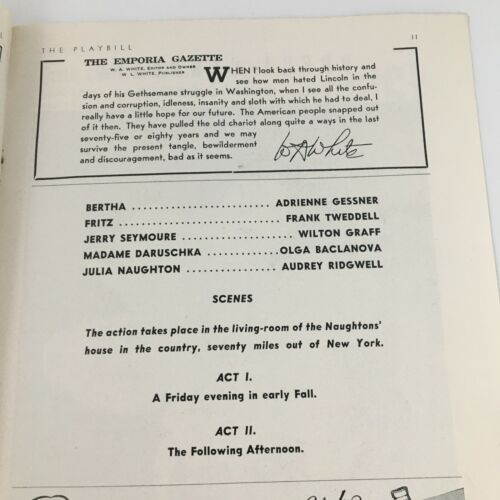 THE PLAYBILL 11
THE EMPORIA GAZETTE
W. A. WHITE, EDITOR AND OWNER
W. L. WHITE, PUBLISHER
WHEN I look back through history and
see how men hated Lincoln in the
days of his Gethsemane struggle in Washington, when I see all the confu-
sion and corruption, idleness, insanity and sloth with which he had to deal, I
really have a little hope for our future. The American people snapped out
of it then. They have pulled the old chariot along quite a ways in the last
seventy-five or eighty years and we may
survive the present tangle, bewilderment
and discouragement, bad as it seems.
W A White
BERTHA .................... ADRIENNE GESSNER
FRITZ ....................... FRANK TWEDDELL
JERRY SEYMOURE .................... WILTON GRAFF
MADAME DARUSCHKA ............OLGA BACLANOVA
JULIA NAUGHTON ............... AUDREY RIDGWELL
SCENES
The action takes place in the living-room of the Naughtons'
house in the country, seventy miles out of New York.
ACT I.
A Friday evening in early Fall.
ACT II.
The Following Afternoon.